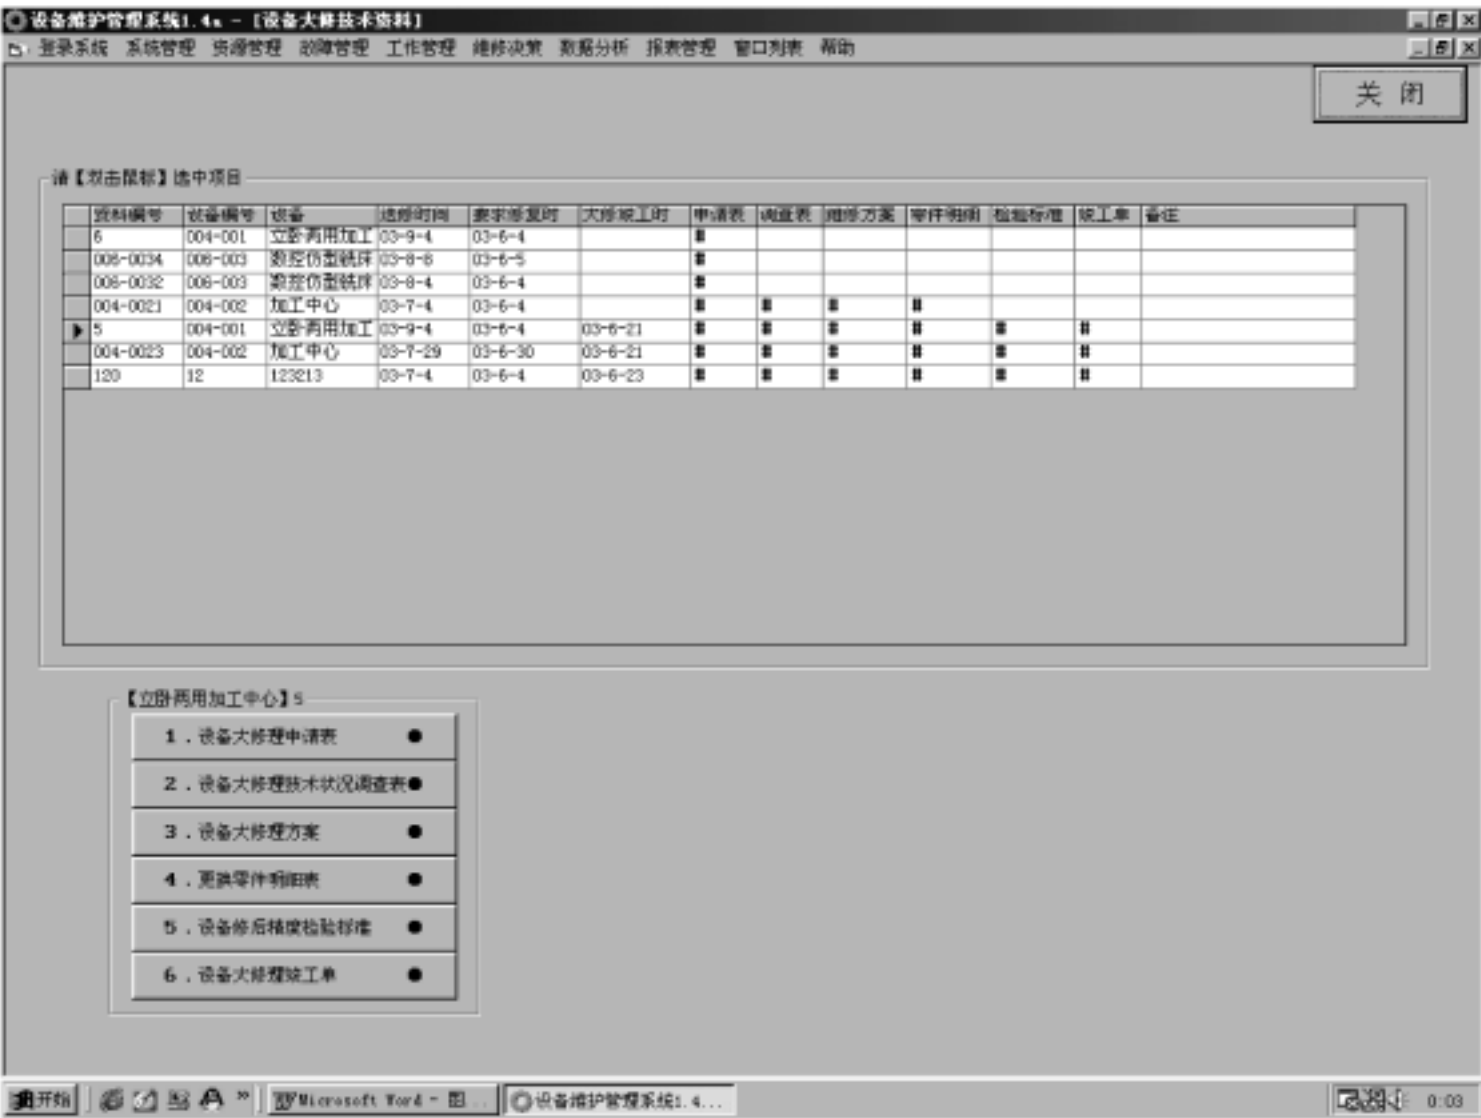 设备维护管理系统1.4a - [设备大修技术资料]
登录系统 系统管理 资源管理 故障管理 工作管理 维修决策 数据分析 报表管理 窗口列表 帮助
关 闭
请【双击鼠标】选中项目
资料编号 设备编号 设备 送修时间 要求修复时 大修竣工时 申请表 调查表 维修方案 零件明细 检验标准 竣工单 备注
6 004-001 立卧两用加工 03-9-4 03-6-4 #
006-0034 006-003 数控仿型铣床 03-8-8 03-6-5 #
006-0032 006-003 数控仿型铣床 03-8-4 03-6-4 #
004-0021 004-002 加工中心 03-7-4 03-6-4 # # # #
5 004-001 立卧两用加工 03-9-4 03-6-4 03-6-21 # # # # # #
004-0023 004-002 加工中心 03-7-29 03-6-30 03-6-21 # # # # # #
120 12 123213 03-7-4 03-6-4 03-6-23 # # # # # #
【立卧两用加工中心】5
1．设备大修理申请表 ●
2．设备大修理技术状况调查表●
3．设备大修理方案 ●
4．更换零件明细表 ●
5．设备修后精度检验标准 ●
6．设备大修理竣工单 ●
开始 » Microsoft Word - 图... 设备维护管理系统1.4... 0:03